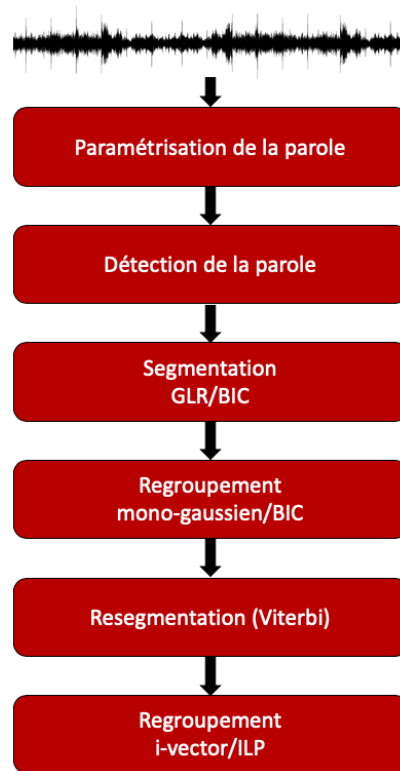 Paramétrisation de la parole
Détection de la parole
Segmentation
GLR/BIC
Regroupement
mono-gaussien/BIC
Resegmentation (Viterbi)
Regroupement
i-vector/ILP